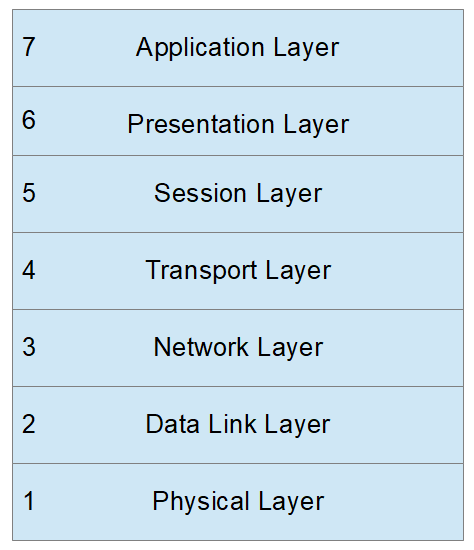 7 Application Layer
6 Presentation Layer
5 Session Layer
4 Transport Layer
3 Network Layer
2 Data Link Layer
1 Physical Layer